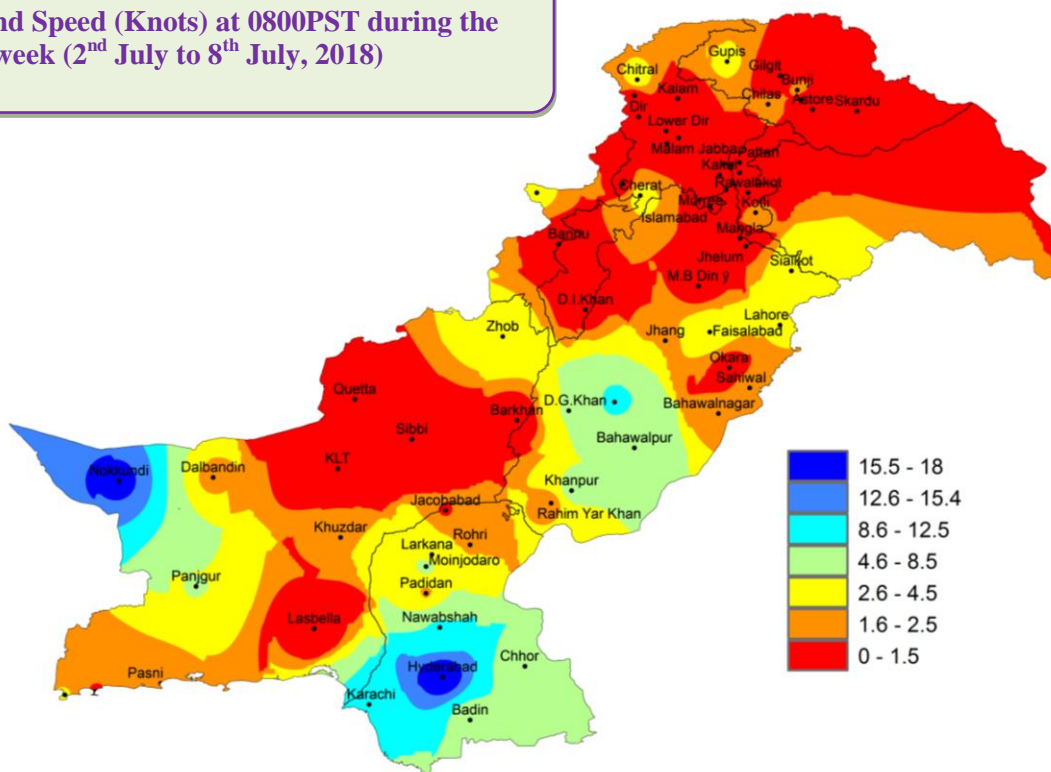 nd Speed (Knots) at 0800PST during the
week (2nd July to 8th July, 2018)
Gupis
Gilgit
Chitral
Bunji
Kalam
Chilas
Astore Skardu
Dir
Lower Dir
Malam Jabba
Pattan
Cherat
Rawalakot
Murree
Kotli
Islamabad
Bannu
Mangla
Jhelum
Sialkot
M.B Din ÿ
D.I.Khan
Lahore
Zhob
Jhang
Faisalabad
Okara
Sahiwal
Quetta
D.G.Khan
Bahawalnagar
Barkhan
Sibbi
Bahawalpur
KLT
Nokkundi
Dalbandin
Khanpur
Jacobabad
Rahim Yar Khan
Khuzdar
Rohri
Larkana
Moinjodaro
Panjgur
Padidan
Lasbella
Nawabshah
Chhor
Hyderabad
Pasni
Karachi
Badin
15.5 - 18
12.6 - 15.4
8.6 - 12.5
4.6 - 8.5
2.6 - 4.5
1.6 - 2.5
0 - 1.5